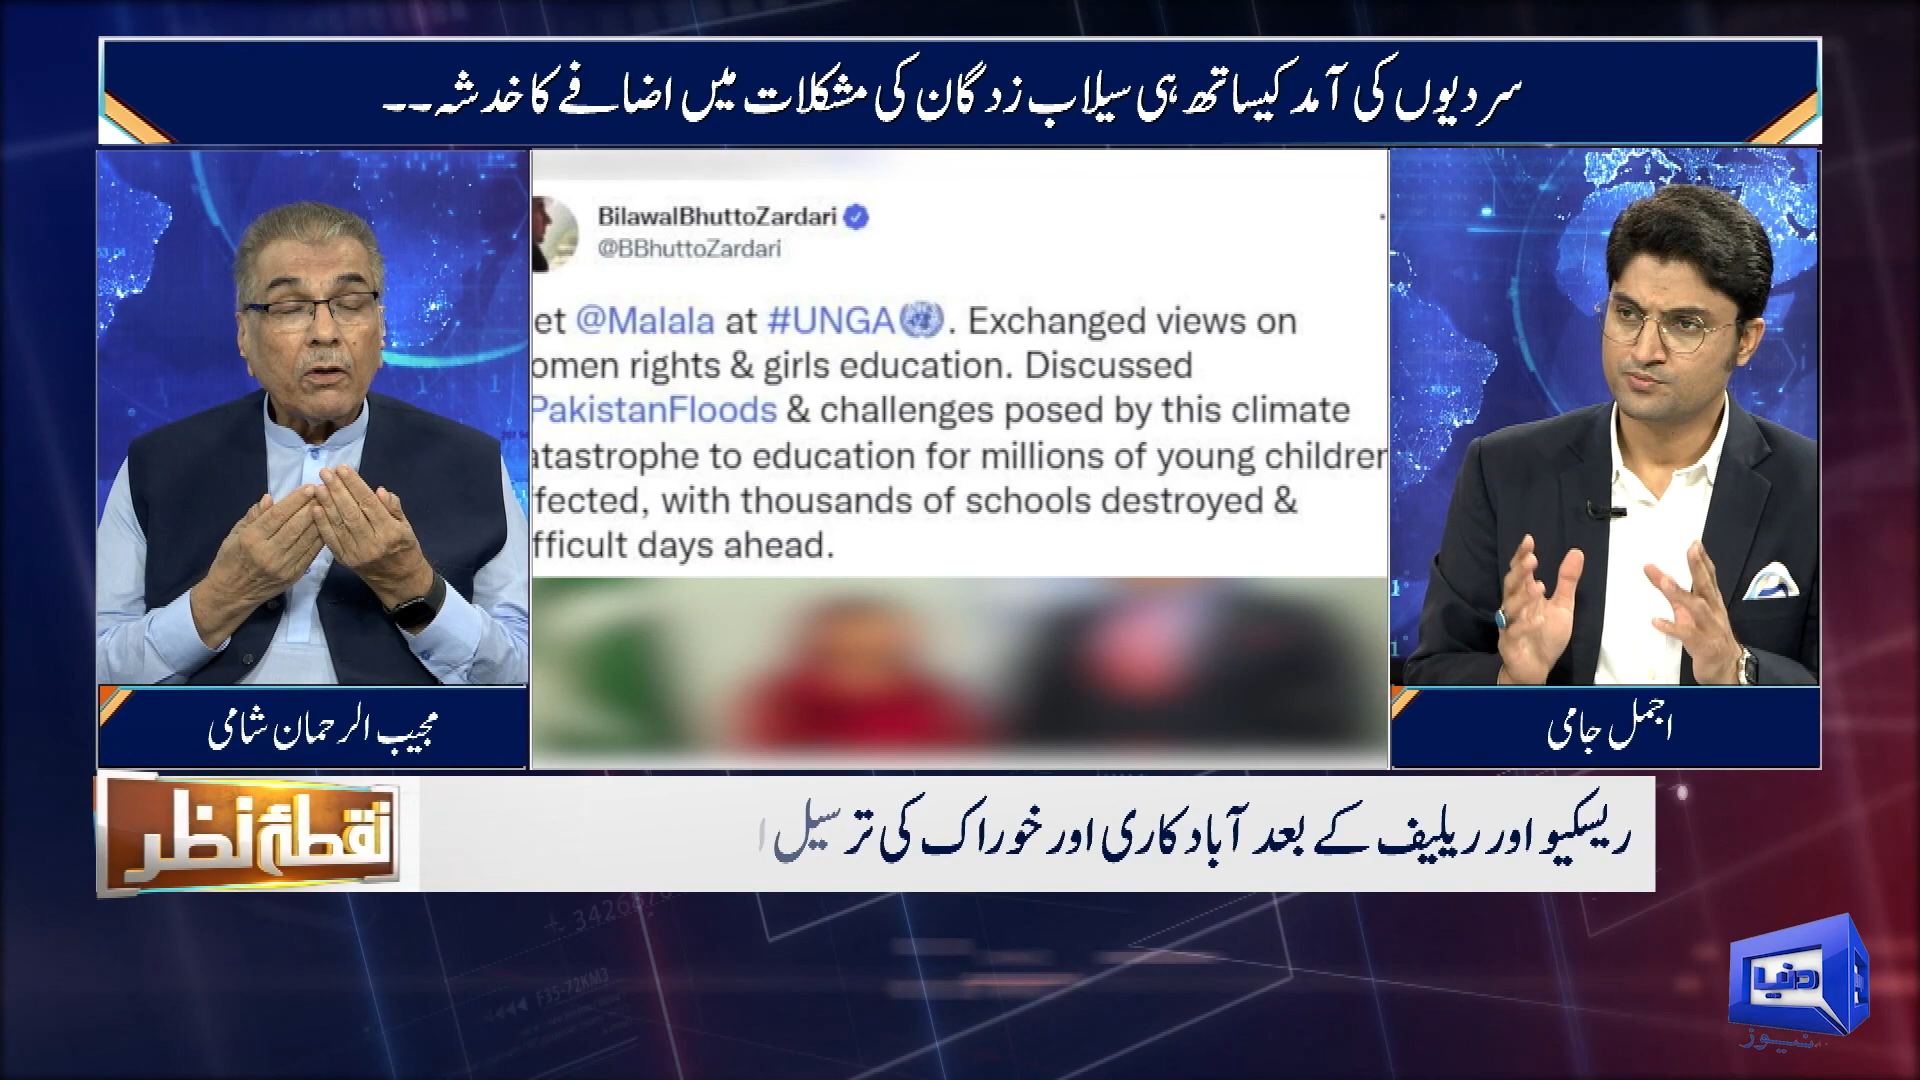 سردیوں کی آمد کیساتھ ہی سیلاب زدگان کی مشکلات میں اضافے کا خدشہ۔۔
BilawalBhuttoZardari
@BBhuttoZardari
et @Malala at #UNGA. Exchanged views on
omen rights & girls education. Discussed
PakistanFloods & challenges posed by this climate
atastrophe to education for millions of young children
fected, with thousands of schools destroyed &
fficult days ahead.
مجیب الرحمان شامی
اجمل جامی
نقطۂ نظر
ریسکیو اور ریلیف کے بعد آباد کاری اور خوراک کی ترسیل ا
دنیا
نیوز